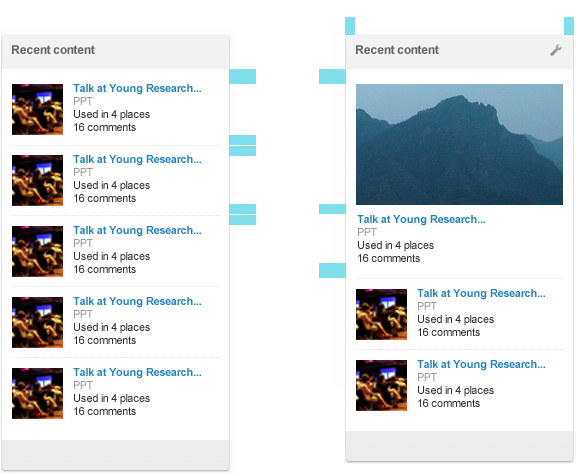 Recent content
Talk at Young Research...
PPT
Used in 4 places
16 comments
Talk at Young Research...
PPT
Used in 4 places
16 comments
Talk at Young Research...
PPT
Used in 4 places
16 comments
Talk at Young Research...
PPT
Used in 4 places
16 comments
Talk at Young Research...
PPT
Used in 4 places
16 comments
Recent content
Talk at Young Research...
PPT
Used in 4 places
16 comments
Talk at Young Research...
PPT
Used in 4 places
16 comments
Talk at Young Research...
PPT
Used in 4 places
16 comments